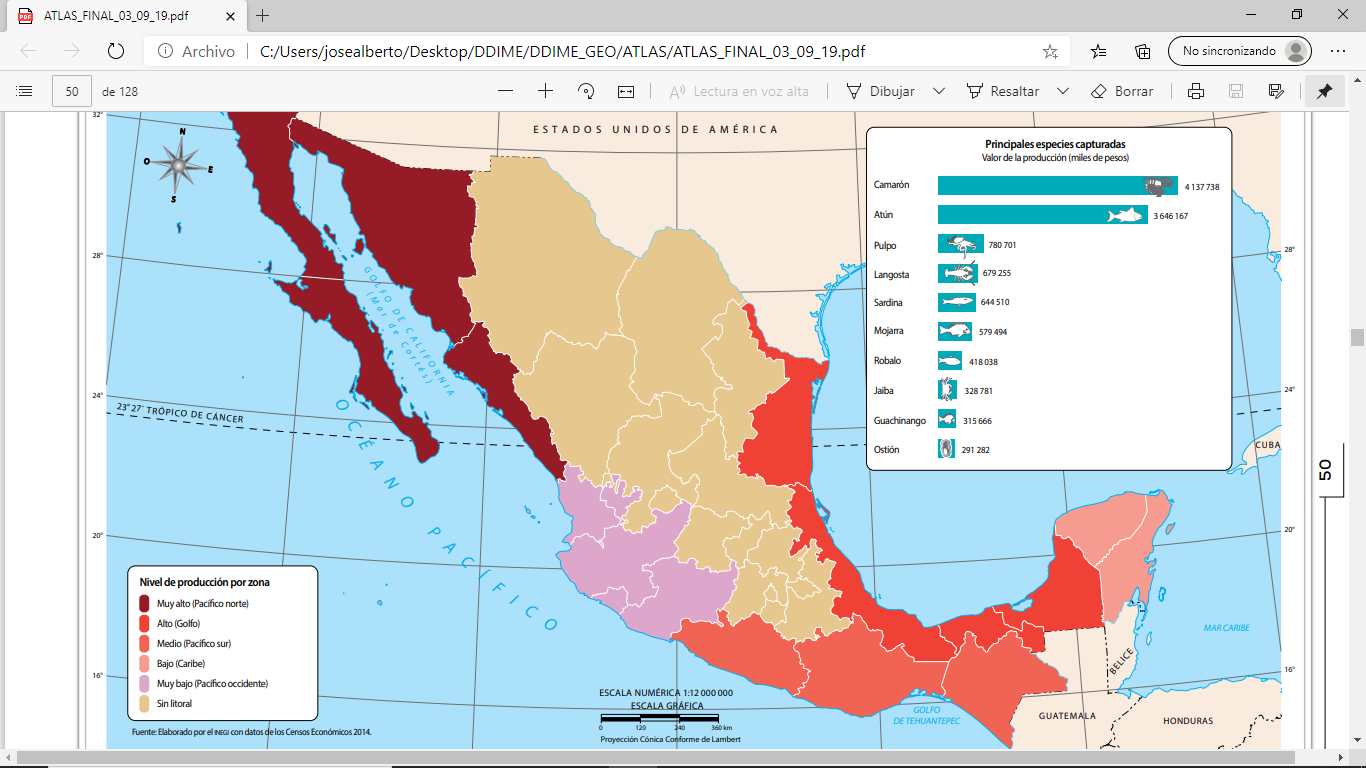 ATLAS_FINAL_03_09_19.pdf
Archivo
C:/Users/josealberto/Desktop/DDIME/DDIME_GEO/ATLAS/ATLAS_FINAL_03_09_19.pdf
No sincronizando
50 de 128
Lectura en voz alta
Dibujar
Resaltar
Borrar
32°
28°
24°
20°
16°
N
O
E
S
ESTADOS UNIDOS DE AMÉRICA
GOLFO DE CALIFORNIA
(Mar de Cortés)
23° 27´ TRÓPICO DE CÁNCER
OCÉANO PACÍFICO
Principales especies capturadas
Valor de la producción (miles de pesos)
Camarón 4 137 738
Atún 3 646 167
Pulpo 780 701
Langosta 679 255
Sardina 644 510
Mojarra 579 494
Robalo 418 038
Jaiba 328 781
Guachinango 315 666
Ostión 291 282
28°
24°
20°
16°
CUBA
MAR CARIBE
BELICE
GUATEMALA
HONDURAS
GOLFO
DE TEHUANTEPEC
Nivel de producción por zona
Muy alto (Pacífico norte)
Alto (Golfo)
Medio (Pacífico sur)
Bajo (Caribe)
Muy bajo (Pacífico occidente)
Sin litoral
Fuente: Elaborado por el INEGI con datos de los Censos Económicos 2014.
ESCALA NUMÉRICA 1:12 000 000
ESCALA GRÁFICA
0 120 240 360 km
Proyección Cónica Conforme de Lambert
50